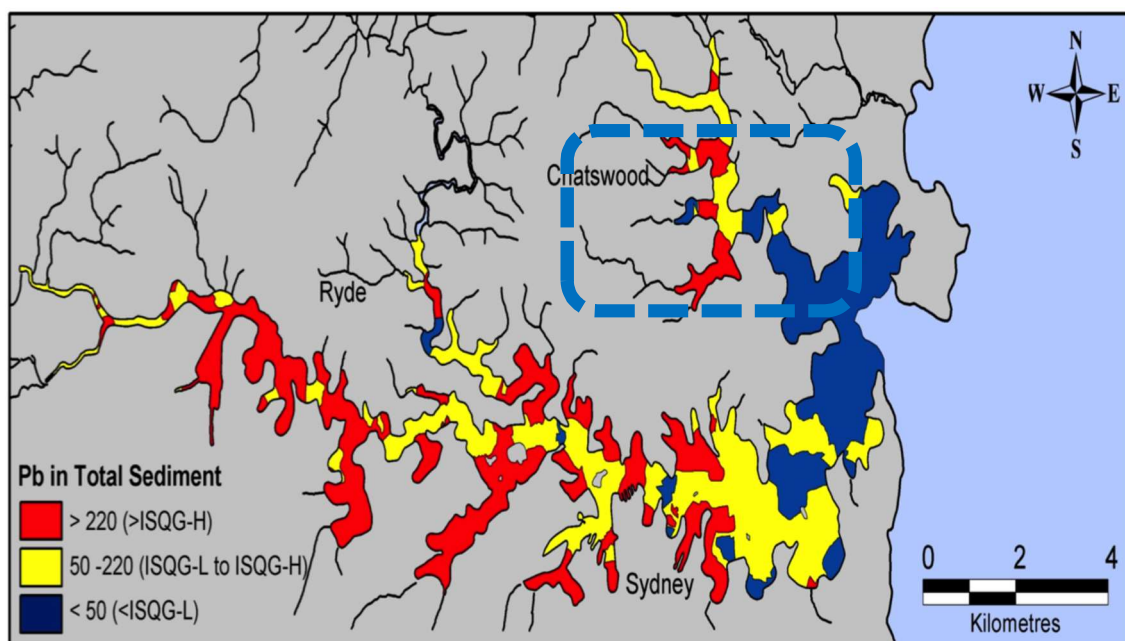 N
W E
S
Chatswood
Ryde
Pb in Total Sediment
> 220 (>ISQG-H)
50 -220 (ISQG-L to ISQG-H)
< 50 (<ISQG-L)
Sydney
0 2 4
Kilometres